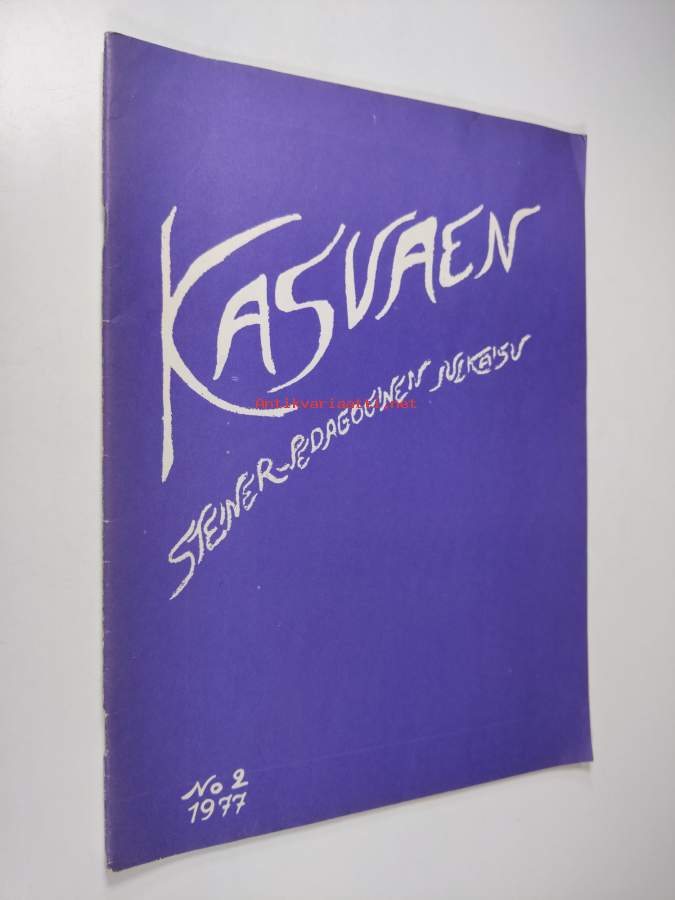 KASVAEN
STEINER-PEDAGOGINEN JULKAISU
Antikvariaatti.net
No 2
1977